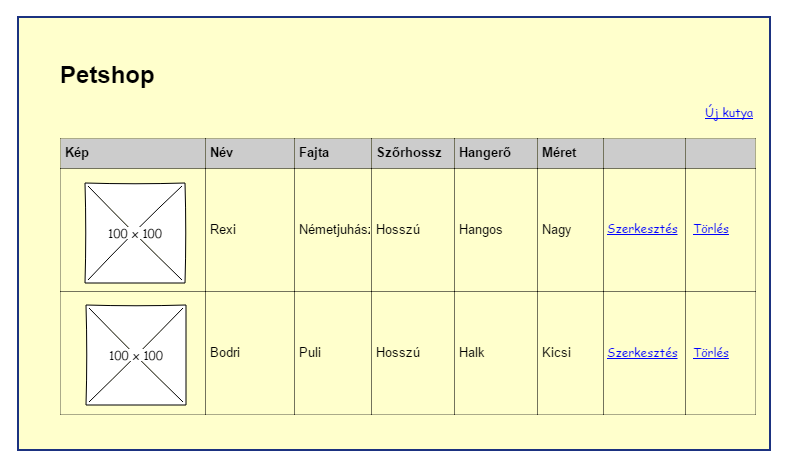 Petshop
Új kutya
Kép Név Fajta Szőrhossz Hangerő Méret
100 x 100 Rexi Németjuhász Hosszú Hangos Nagy Szerkesztés Törlés
100 x 100 Bodri Puli Hosszú Halk Kicsi Szerkesztés Törlés